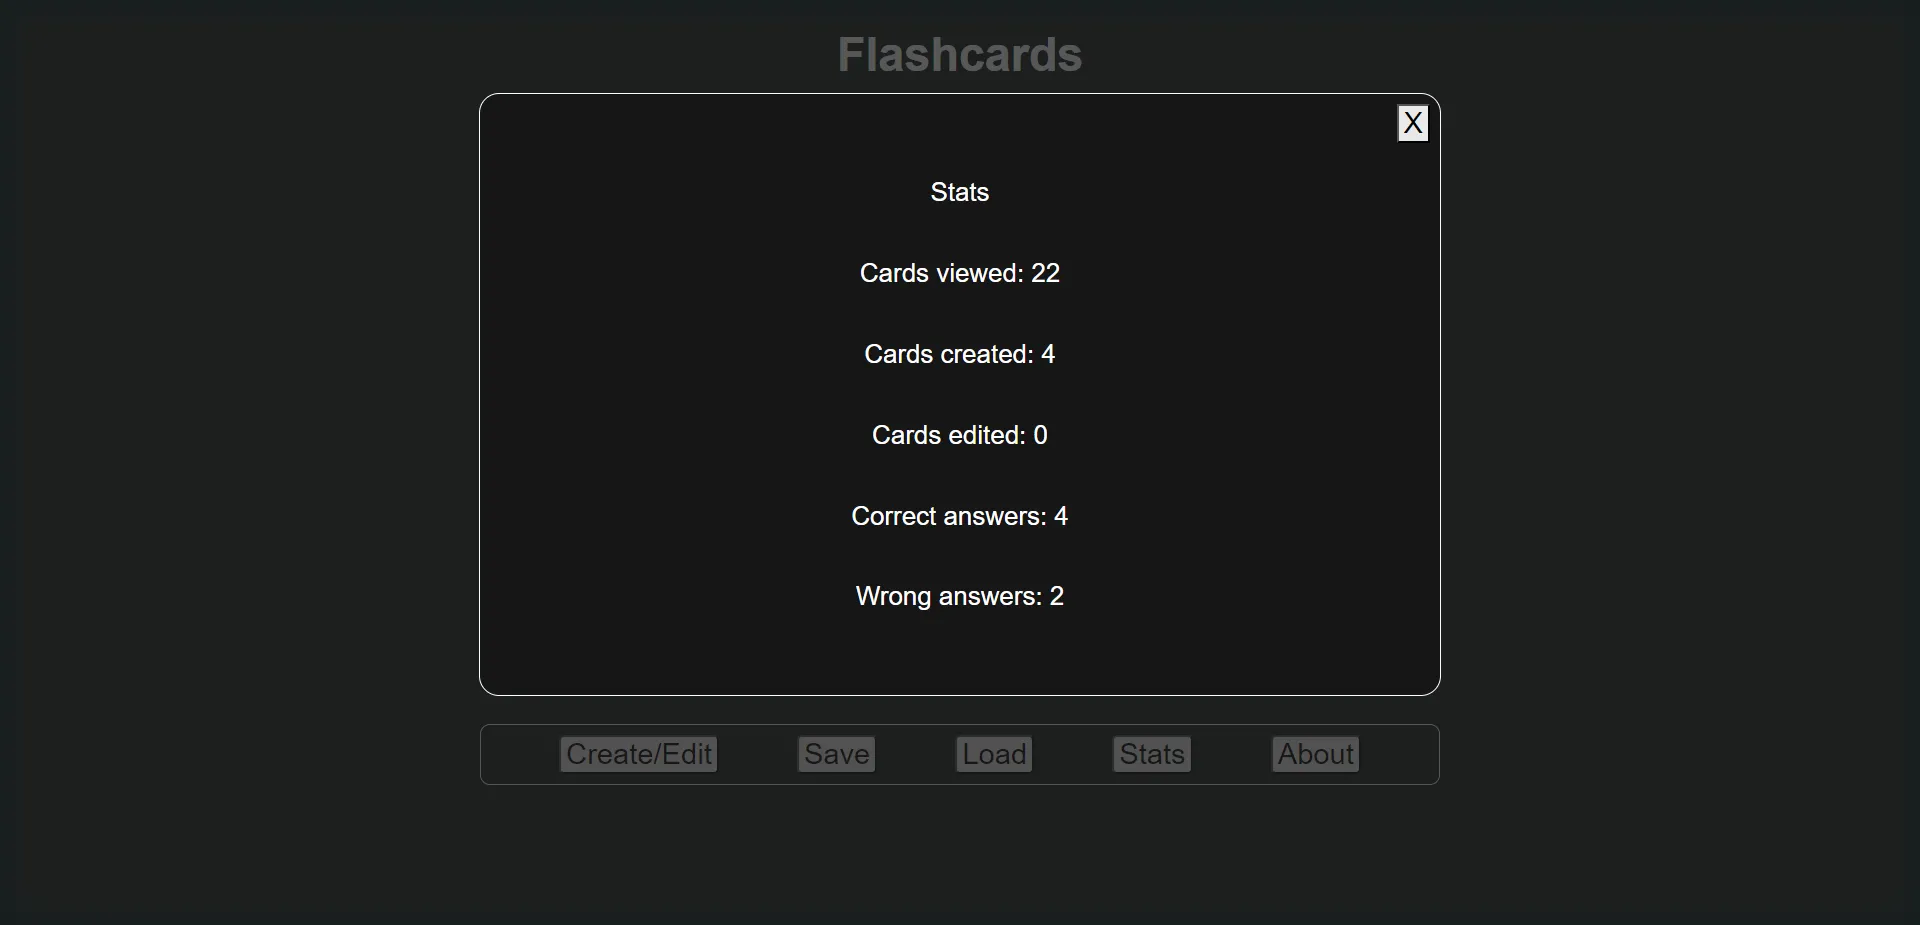 Flashcards
X
Stats
Cards viewed: 22
Cards created: 4
Cards edited: 0
Correct answers: 4
Wrong answers: 2
Create/Edit Save Load Stats About